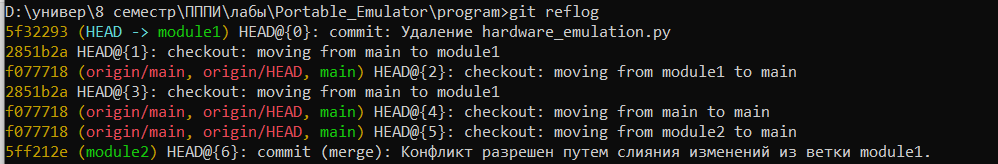 D:\универ\8 семестр\ПППИ\лабы\Portable_Emulator\program>git reflog
5f32293 (HEAD -> module1) HEAD@{0}: commit: Удаление hardware_emulation.py
2851b2a HEAD@{1}: checkout: moving from main to module1
f077718 (origin/main, origin/HEAD, main) HEAD@{2}: checkout: moving from module1 to main
2851b2a HEAD@{3}: checkout: moving from main to module1
f077718 (origin/main, origin/HEAD, main) HEAD@{4}: checkout: moving from main to main
f077718 (origin/main, origin/HEAD, main) HEAD@{5}: checkout: moving from module2 to main
5ff212e (module2) HEAD@{6}: commit (merge): Конфликт разрешен путем слияния изменений из ветки module1.